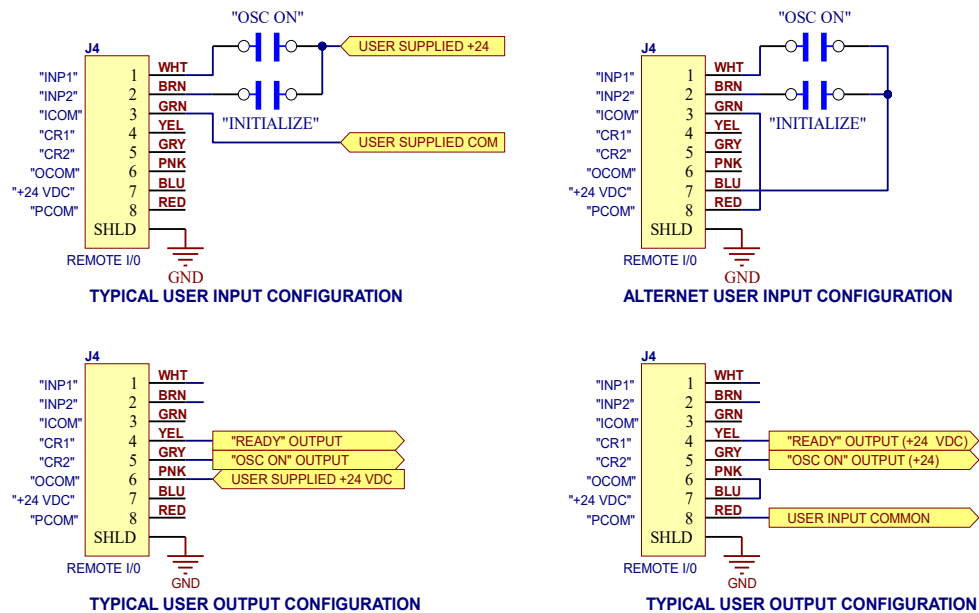 "OSC ON"
J4
USER SUPPLIED +24
"INP1" 1 WHT
"INP2" 2 BRN
"ICOM" 3 GRN
"INITIALIZE"
"CR1" 4 YEL
USER SUPPLIED COM
"CR2" 5 GRY
"OCOM" 6 PNK
"+24 VDC" 7 BLU
"PCOM" 8 RED
SHLD
REMOTE I/0
GND
TYPICAL USER INPUT CONFIGURATION
"OSC ON"
J4
"INP1" 1 WHT
"INP2" 2 BRN
"ICOM" 3 GRN
"INITIALIZE"
"CR1" 4 YEL
"CR2" 5 GRY
"OCOM" 6 PNK
"+24 VDC" 7 BLU
"PCOM" 8 RED
SHLD
REMOTE I/0
GND
ALTERNET USER INPUT CONFIGURATION
J4
"INP1" 1 WHT
"INP2" 2 BRN
"ICOM" 3 GRN
"CR1" 4 YEL "READY" OUTPUT
"CR2" 5 GRY "OSC ON" OUTPUT
"OCOM" 6 PNK USER SUPPLIED +24 VDC
"+24 VDC" 7 BLU
"PCOM" 8 RED
SHLD
REMOTE I/0
GND
TYPICAL USER OUTPUT CONFIGURATION
J4
"INP1" 1 WHT
"INP2" 2 BRN
"ICOM" 3 GRN
"CR1" 4 YEL "READY" OUTPUT (+24 VDC)
"CR2" 5 GRY "OSC ON" OUTPUT (+24)
"OCOM" 6 PNK
"+24 VDC" 7 BLU
"PCOM" 8 RED USER INPUT COMMON
SHLD
REMOTE I/0
GND
TYPICAL USER OUTPUT CONFIGURATION